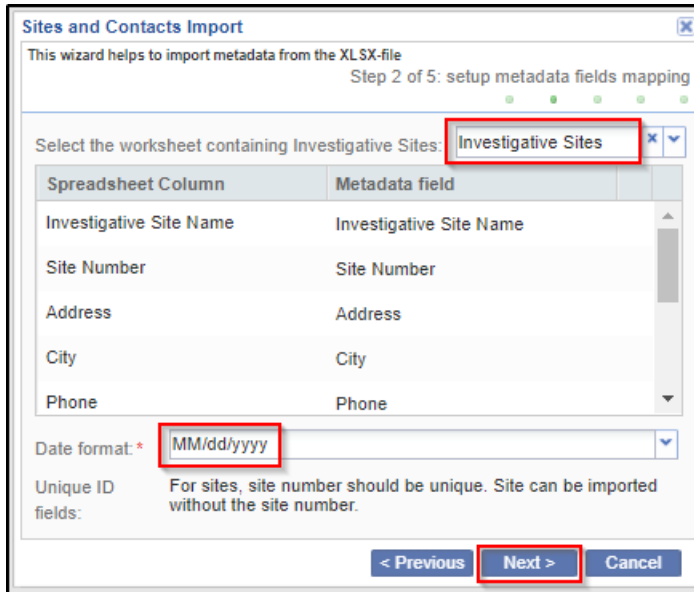 Sites and Contacts Import
This wizard helps to import metadata from the XLSX-file
Step 2 of 5: setup metadata fields mapping
Select the worksheet containing Investigative Sites: Investigative Sites
Spreadsheet Column Metadata field
Investigative Site Name Investigative Site Name
Site Number Site Number
Address Address
City City
Phone Phone
Date format: * MM/dd/yyyy
Unique ID fields: For sites, site number should be unique. Site can be imported
without the site number.
< Previous Next > Cancel